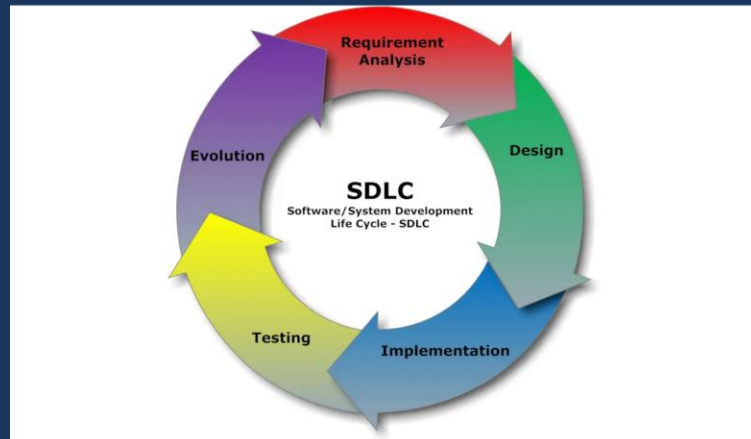 Requirement
Analysis
Design
Evolution
SDLC
Software/System Development
Life Cycle - SDLC
Testing
Implementation